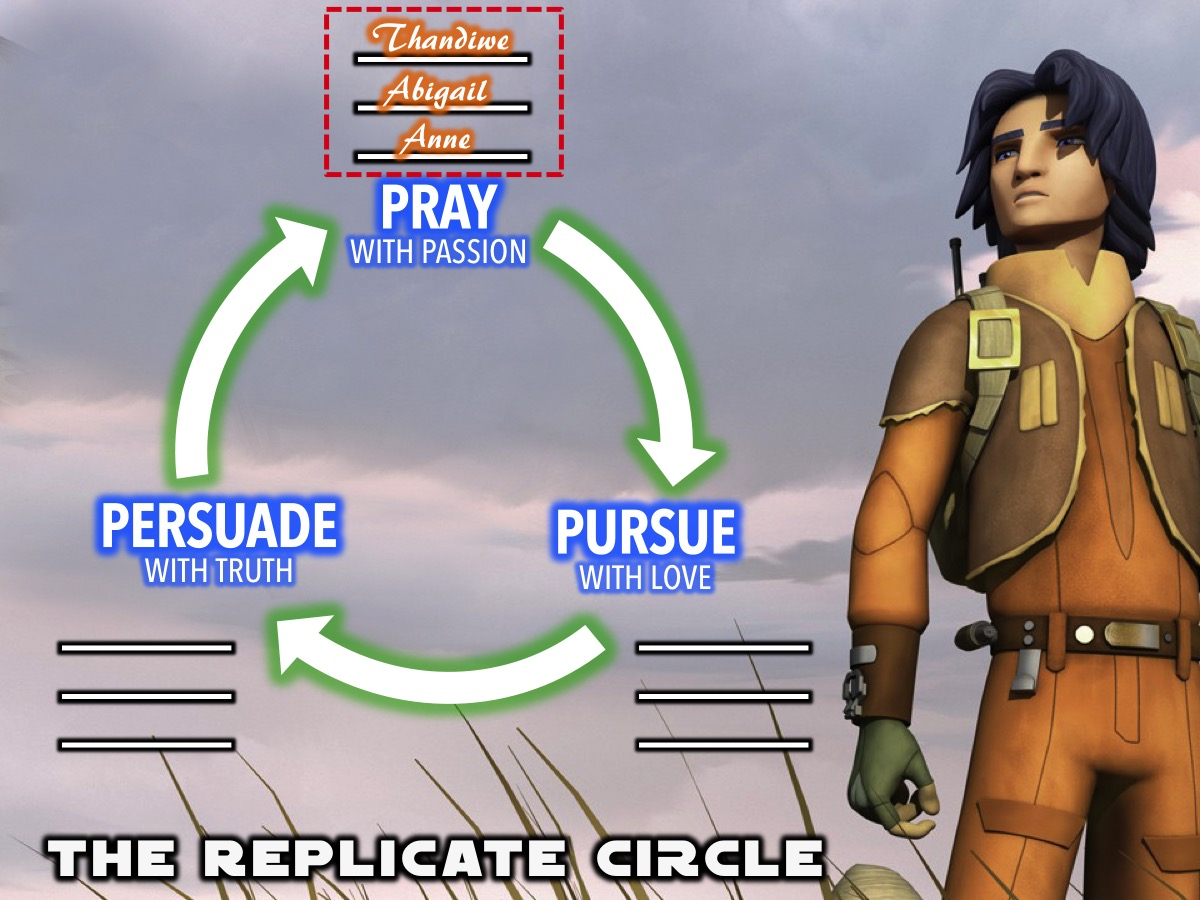 Thandiwe
Abigail
Anne
PRAY
WITH PASSION
PERSUADE
WITH TRUTH
PURSUE
WITH LOVE
THE REPLICATE CIRCLE